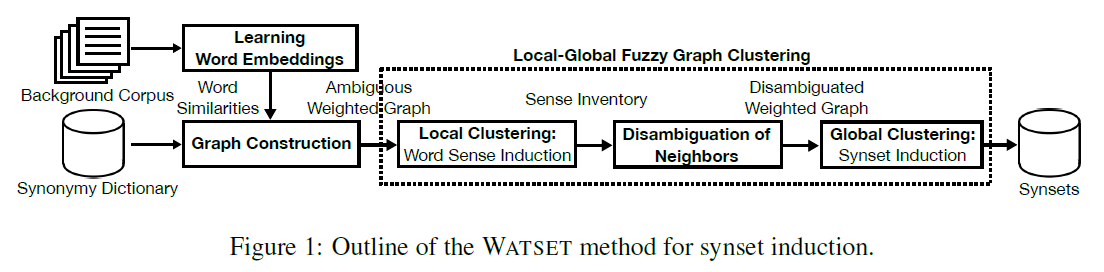 Learning
Word Embeddings
Local-Global Fuzzy Graph Clustering
Background Corpus
Word
Similarities
Ambiguous
Weighted Graph
Sense Inventory
Disambiguated
Weighted Graph
Graph Construction
Local Clustering:
Word Sense Induction
Disambiguation of
Neighbors
Global Clustering:
Synset Induction
Synonymy Dictionary
Synsets
Figure 1: Outline of the WATSET method for synset induction.